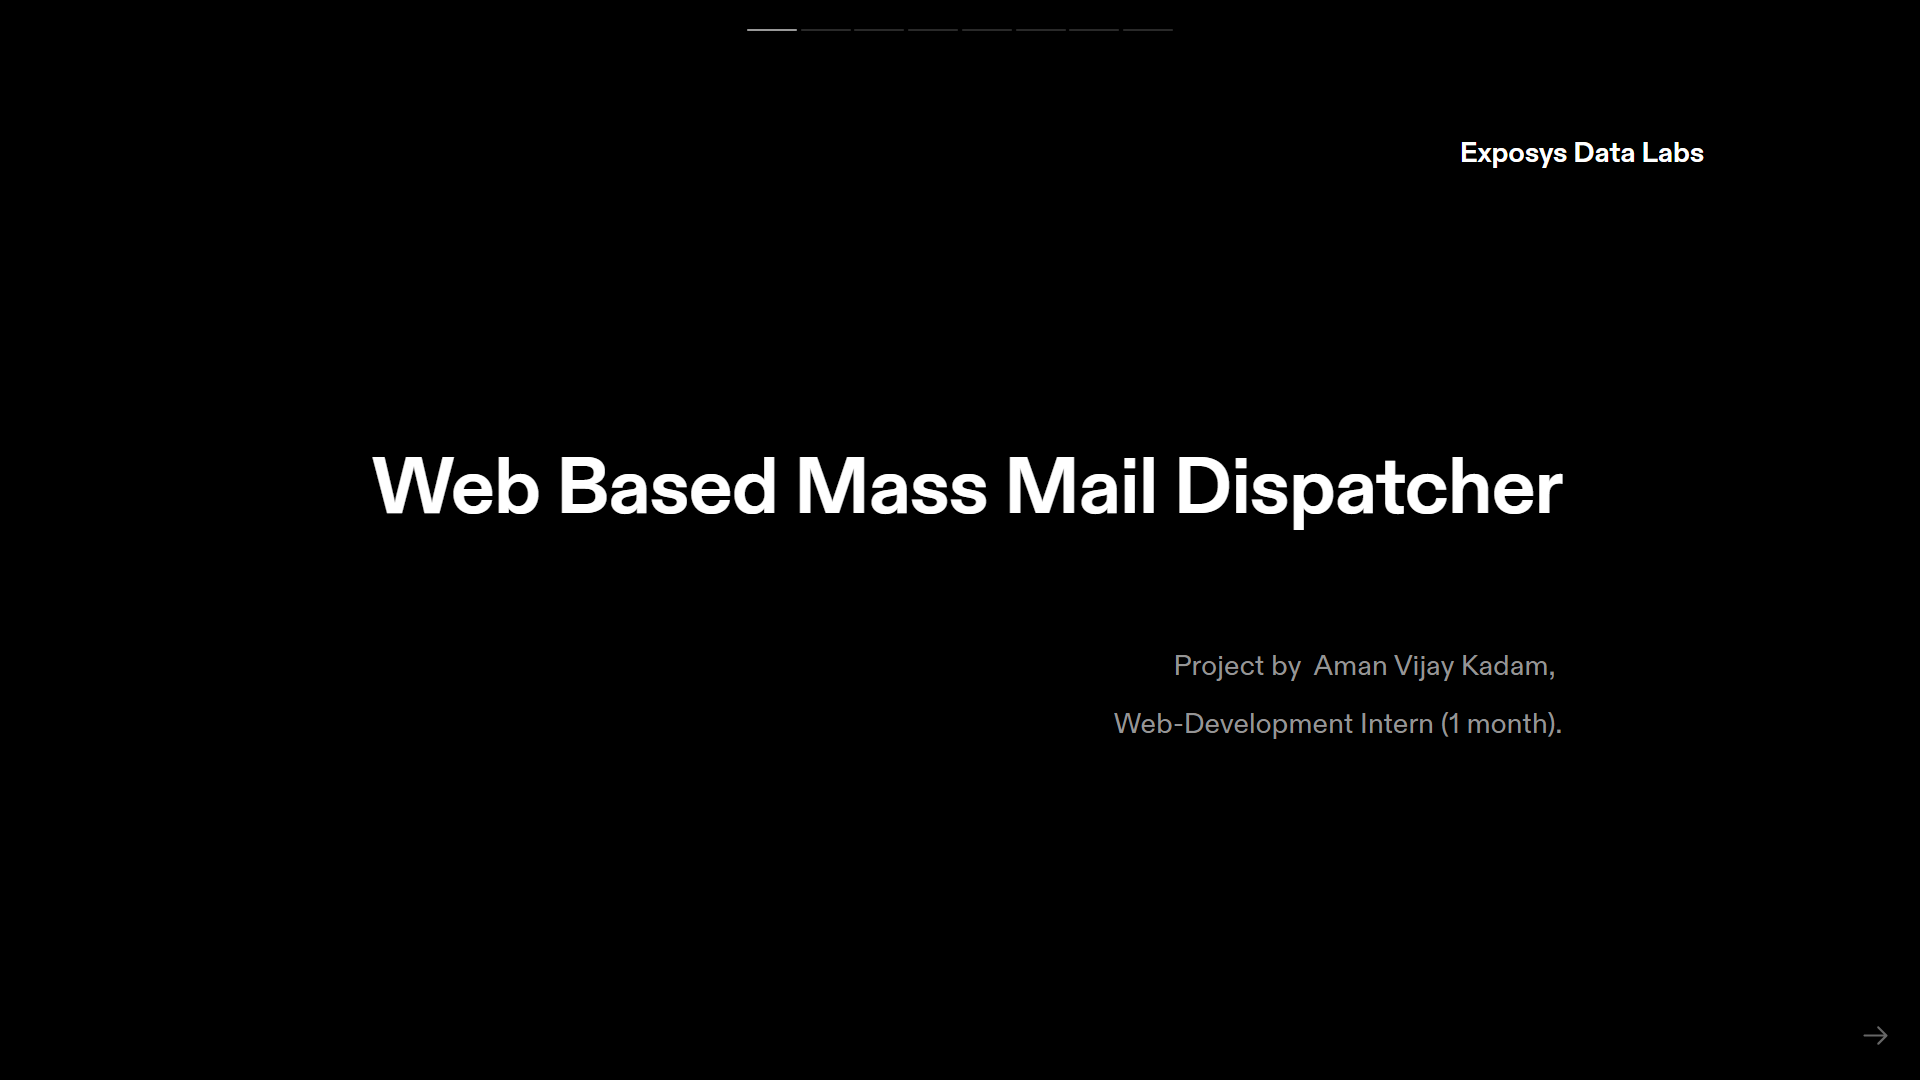 Exposys Data Labs
Web Based Mass Mail Dispatcher
Project by  Aman Vijay Kadam,
Web-Development Intern (1 month).